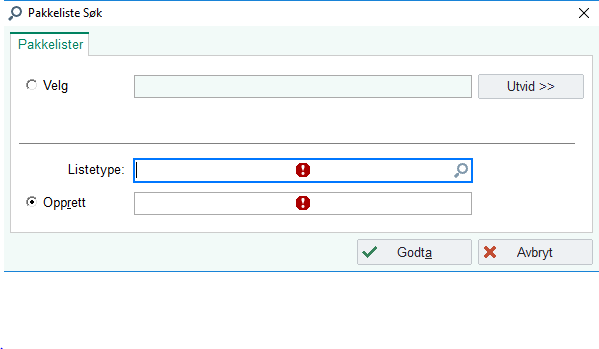 Pakkeliste Søk
Pakkelister
Velg
Utvid >>
Listetype:
Opprett
Godta
Avbryt